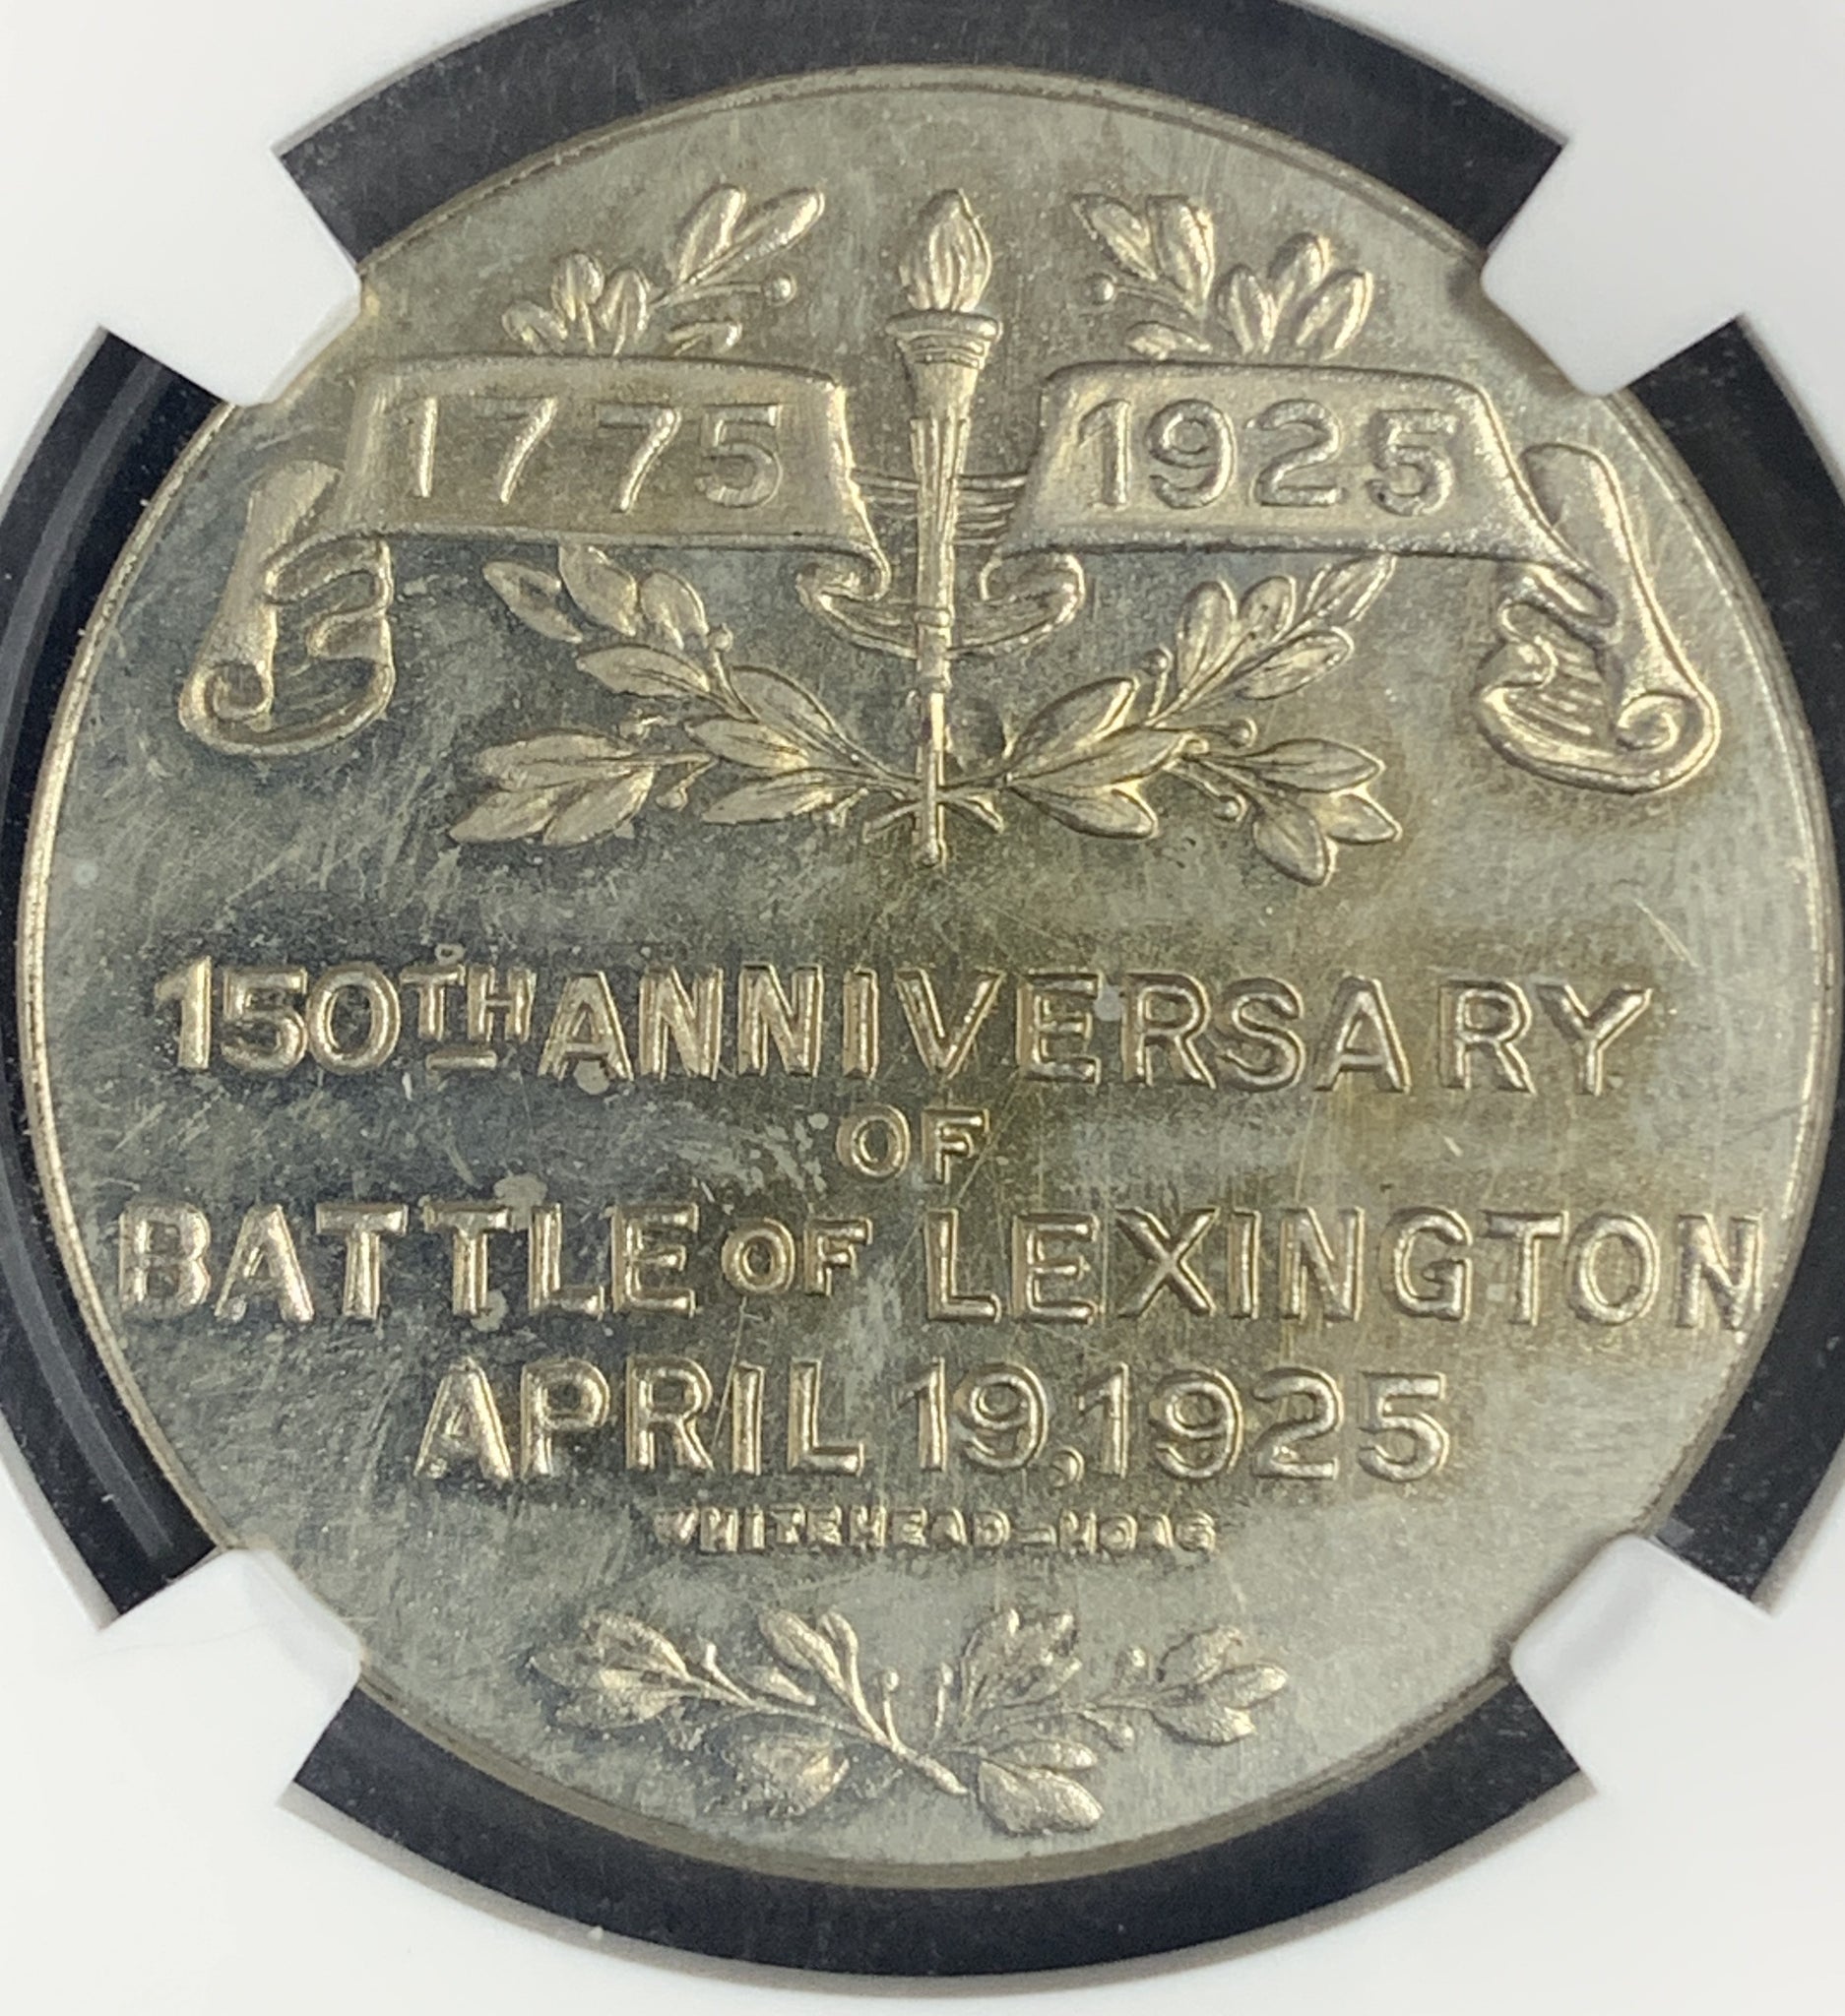 1775 1925
150TH ANNIVERSARY
OF
BATTLE OF LEXINGTON
APRIL 19, 1925
WHITEHEAD-HOAG